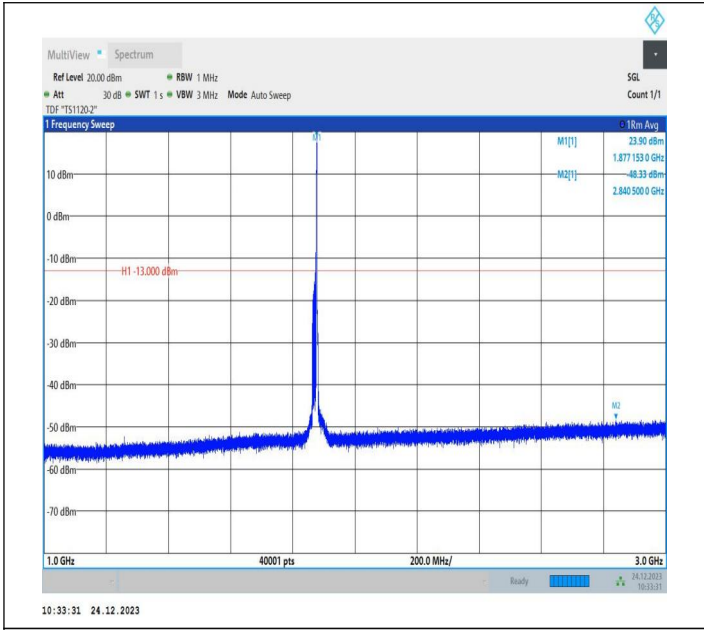 R S
MultiView Spectrum
Ref Level 20.00 dBm RBW 1 MHz SGL
Att 30 dB SWT 1 s VBW 3 MHz Mode Auto Sweep Count 1/1
TDF "TS1120-2"
1 Frequency Sweep 1Rm Avg
M1 M1[1] 23.90 dBm
1.877 153 0 GHz
10 dBm M2[1] -48.33 dBm
2.840 500 0 GHz
0 dBm
-10 dBm
H1 -13.000 dBm
-20 dBm
-30 dBm
-40 dBm
M2
-50 dBm
-60 dBm
-70 dBm
1.0 GHz 40001 pts 200.0 MHz/ 3.0 GHz
Ready 24.12.2023
10:33:31
10:33:31 24.12.2023